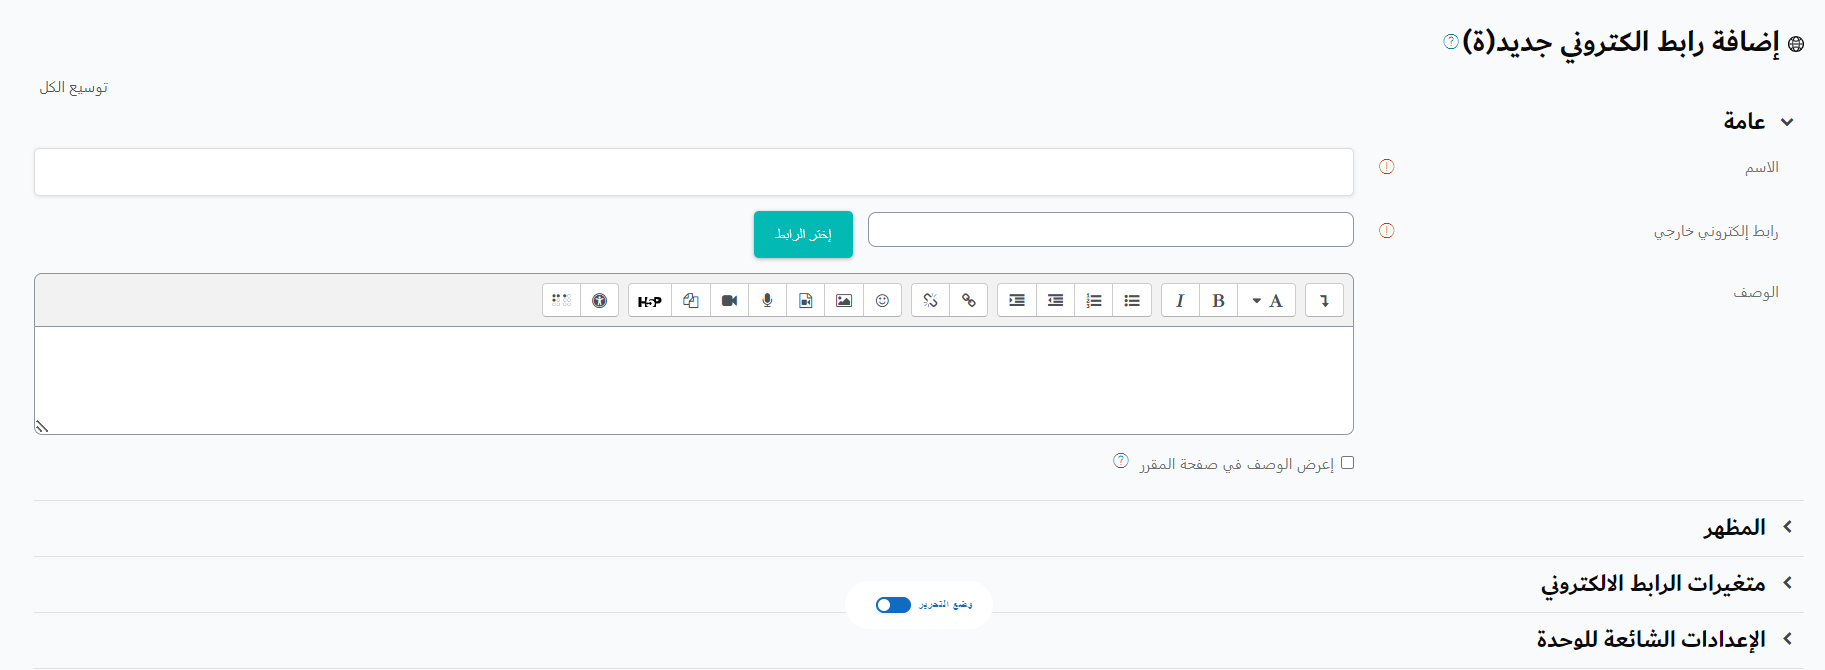 إضافة رابط الكتروني جديد(ة)
توسيع الكل
عامة
الاسم
رابط إلكتروني خارجي
إختر الرابط
الوصف
A B I H5P
إعرض الوصف في صفحة المقرر
المظهر
متغيرات الرابط الالكتروني
وضع التحرير
الإعدادات الشائعة للوحدة